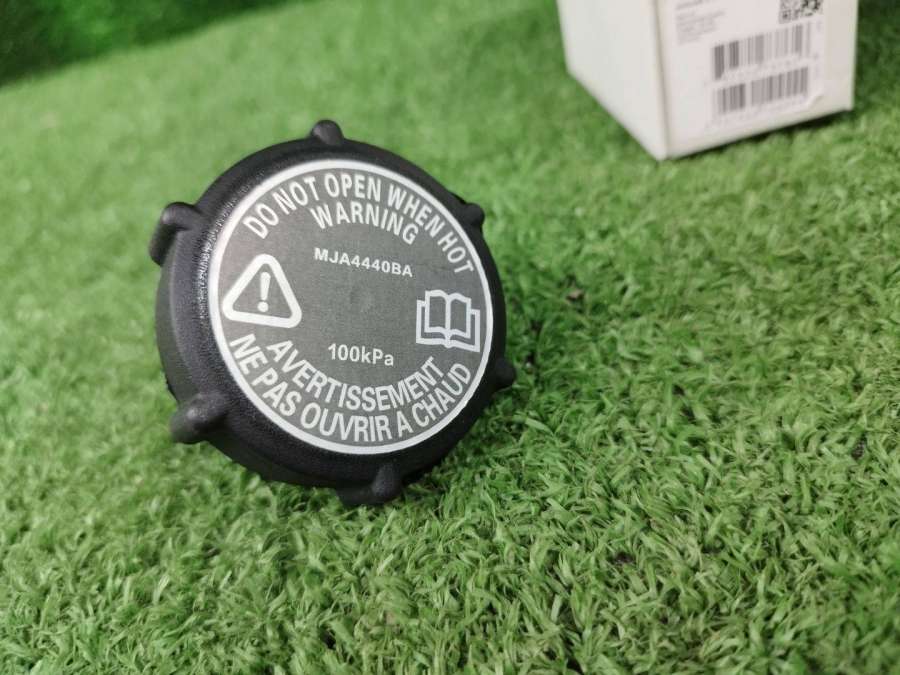 DO NOT OPEN WHEN HOT
WARNING
MJA4440BA
100kPa
AVERTISSEMENT
NE PAS OUVRIR A CHAUD